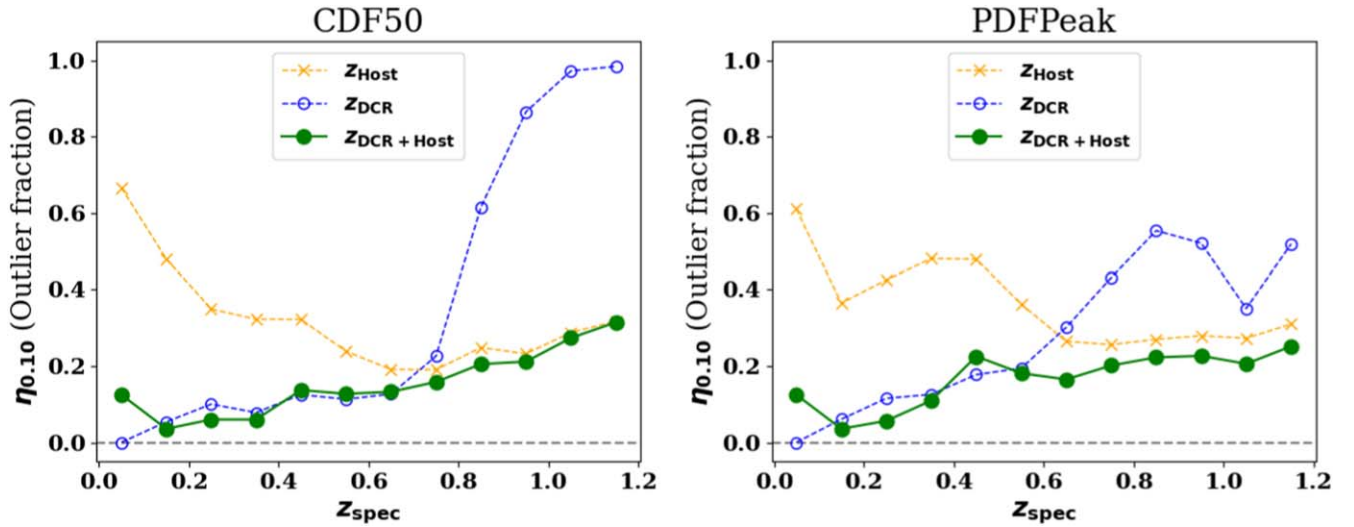 CDF50
η0.10 (Outlier fraction)
1.0
0.8
0.6
0.4
0.2
0.0
zHost
zDCR
zDCR + Host
0.0 0.2 0.4 0.6 0.8 1.0 1.2
zspec
PDFPeak
η0.10 (Outlier fraction)
1.0
0.8
0.6
0.4
0.2
0.0
zHost
zDCR
zDCR + Host
0.0 0.2 0.4 0.6 0.8 1.0 1.2
zspec